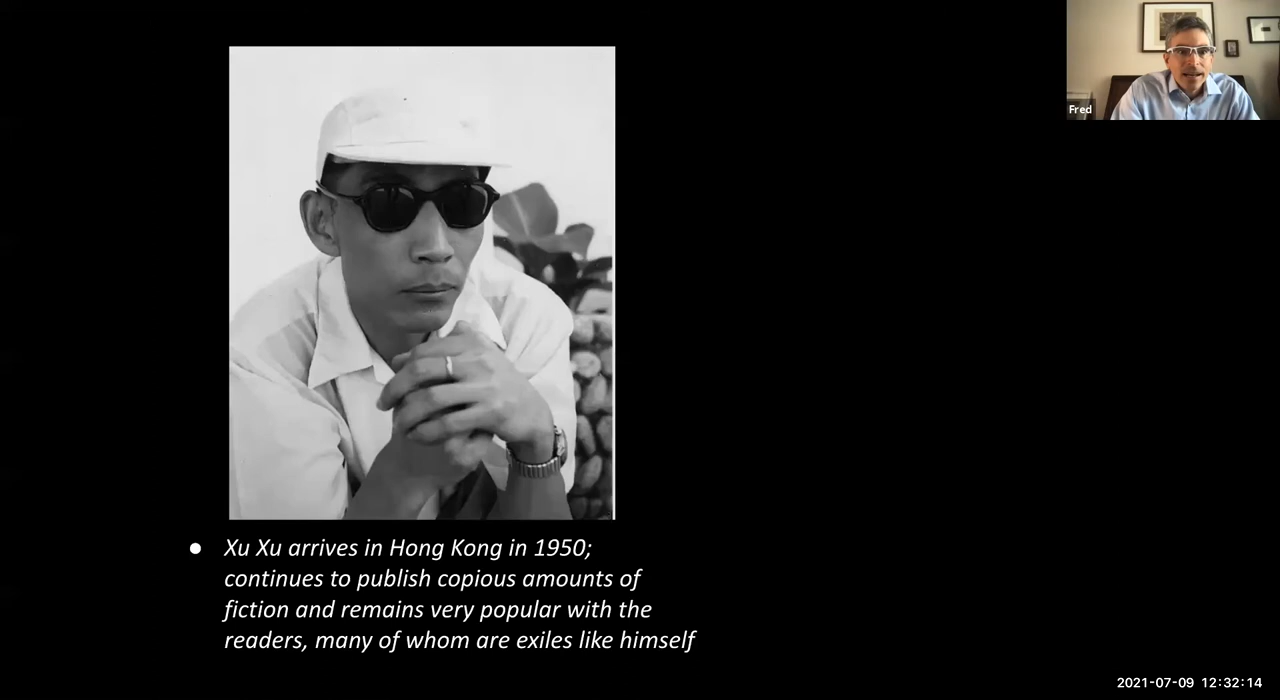 Fred
● Xu Xu arrives in Hong Kong in 1950;
continues to publish copious amounts of
fiction and remains very popular with the
readers, many of whom are exiles like himself
2021-07-09 12:32:14